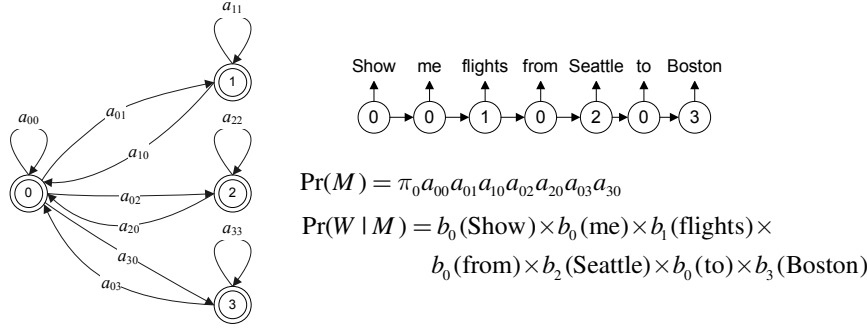 a₁₁
1
Show me flights from Seattle to Boston
0 0 1 0 2 0 3
a₀₀
a₀₁
a₁₀
a₂₂
0
a₀₂
2
a₂₀
a₃₀
a₃₃
a₀₃
3
Pr(M) = π₀a₀₀a₀₁a₁₀a₀₂a₂₀a₀₃a₃₀
Pr(W | M) = b₀(Show)×b₀(me)×b₁(flights)×
b₀(from)×b₂(Seattle)×b₀(to)×b₃(Boston)